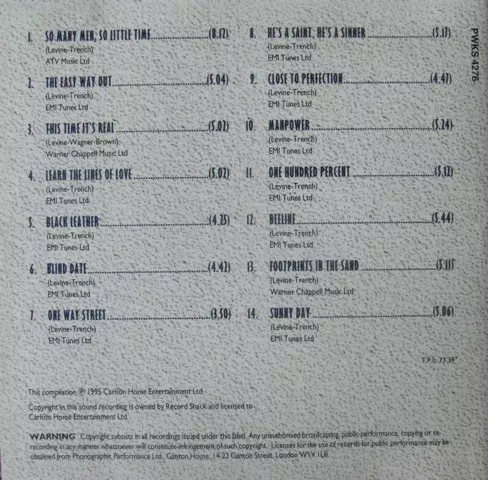 1. SO MANY MEN, SO LITTLE TIME (8.12)
(Levine-Trench)
ATV Music Ltd
2. THE EASY WAY OUT (5.04)
(Levine-Trench)
EMI Tunes Ltd
3. THIS TIME IT'S REAL (5.02)
(Levine-Wagner-Brown)
Warner Chappell Music Ltd
4. LEARN THE LINES OF LOVE (5.02)
(Levine-Trench)
EMI Tunes Ltd
5. BLACK LEATHER (4.25)
(Levine-Trench)
EMI Tunes Ltd
6. BLIND DATE (4.42)
(Levine-Trench)
EMI Tunes Ltd
7. ONE WAY STREET (3.50)
(Levine-Trench)
EMI Tunes Ltd
8. HE'S A SAINT, HE'S A SINNER (5.17)
(Levine-Trench)
EMI Tunes Ltd
9. CLOSE TO PERFECTION (4.47)
(Levine-Trench)
EMI Tunes Ltd
10. MANPOWER (5.24)
(Levine-Trench)
EMI Tunes Ltd
11. ONE HUNDRED PERCENT (5.12)
(Levine-Trench)
EMI Tunes Ltd
12. BEELINE (5.44)
(Levine-Trench)
EMI Tunes Ltd
13. FOOTPRINTS IN THE SAND (5.11)
(Levine-Trench)
Warner Chappell Music Ltd
14. SUNNY DAY (5.06)
(Levine-Trench)
EMI Tunes Ltd
PWKS 4276
T.P.t. 73.39"
This compilation ℗ 1995 Carlton Home Entertainment Ltd
Copyright in this sound recording is owned by Record Shack and licensed to
Carlton Home Entertainment Ltd
WARNING Copyright subsists in all recordings issued under this label. Any unauthorised broadcasting, public performance, copying or re-
recording in any manner whatsoever will constitute infringement of such copyright. Licenses for the use of records for public performance may be
obtained from Phonographic Performance Ltd., Ganton House, 14-22 Ganton Street, London W1V 1LB.